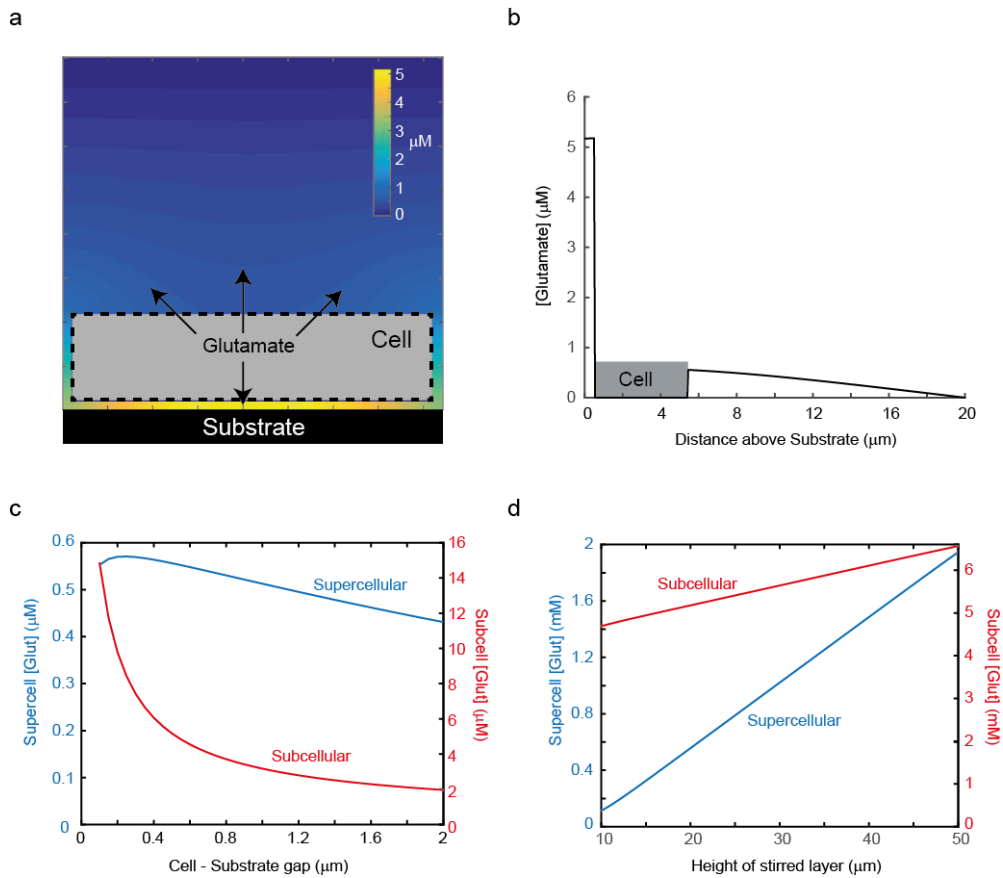 a
5
4
3
μM
2
1
0
Cell
Glutamate
Substrate
b
6
5
4
3
2
1
0
[Glutamate] (μM)
Cell
0 4 8 12 16 20
Distance above Substrate (μm)
c
0.6
0.5
0.4
0.3
0.2
0.1
0
Supercell [Glut] (μM)
Supercellular
Subcellular
16
14
12
10
8
6
4
2
0
Subcell [Glut] (μM)
0 0.4 0.8 1.2 1.6 2
Cell - Substrate gap (μm)
d
2
1.6
1.2
0.8
0.4
0
Supercell [Glut] (mM)
Subcellular
Supercellular
6
5
4
3
2
1
0
Subcell [Glut] (mM)
10 20 30 40 50
Height of stirred layer (μm)